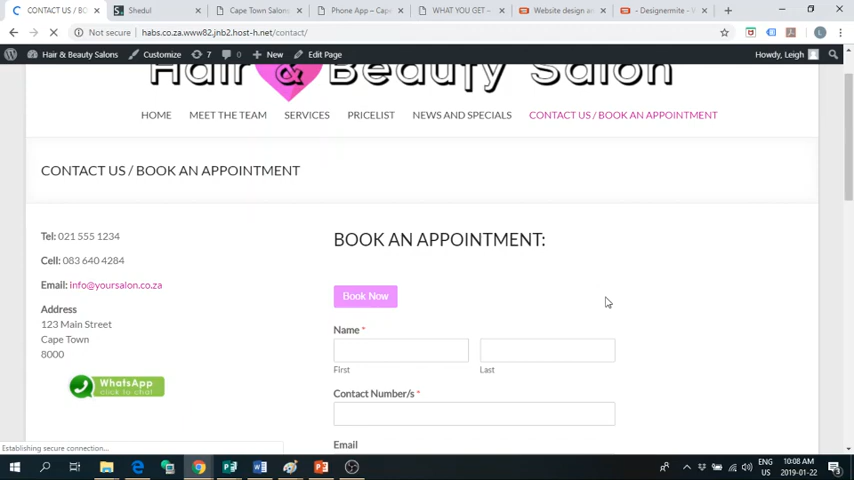 CONTACT US / BOOK AN
Shedul
Cape Town Salons
Phone App – Cap
WHAT YOU GET –
Website design an
- Designermite - V
Not secure | habs.co.za.www82.jnb2.host-h.net/contact/
Hair & Beauty Salons Customize 7 0 New Edit Page Howdy, Leigh
Hair & Beauty Salon
HOME MEET THE TEAM SERVICES PRICELIST NEWS AND SPECIALS CONTACT US / BOOK AN APPOINTMENT
CONTACT US / BOOK AN APPOINTMENT
Tel: 021 555 1234
Cell: 083 640 4284
Email: info@yoursalon.co.za
Address
123 Main Street
Cape Town
8000
WhatsApp
click to chat
BOOK AN APPOINTMENT:
Book Now
Name *
First Last
Contact Number/s *
Email
Establishing secure connection...
ENG
US
10:08 AM
2019-01-22
3